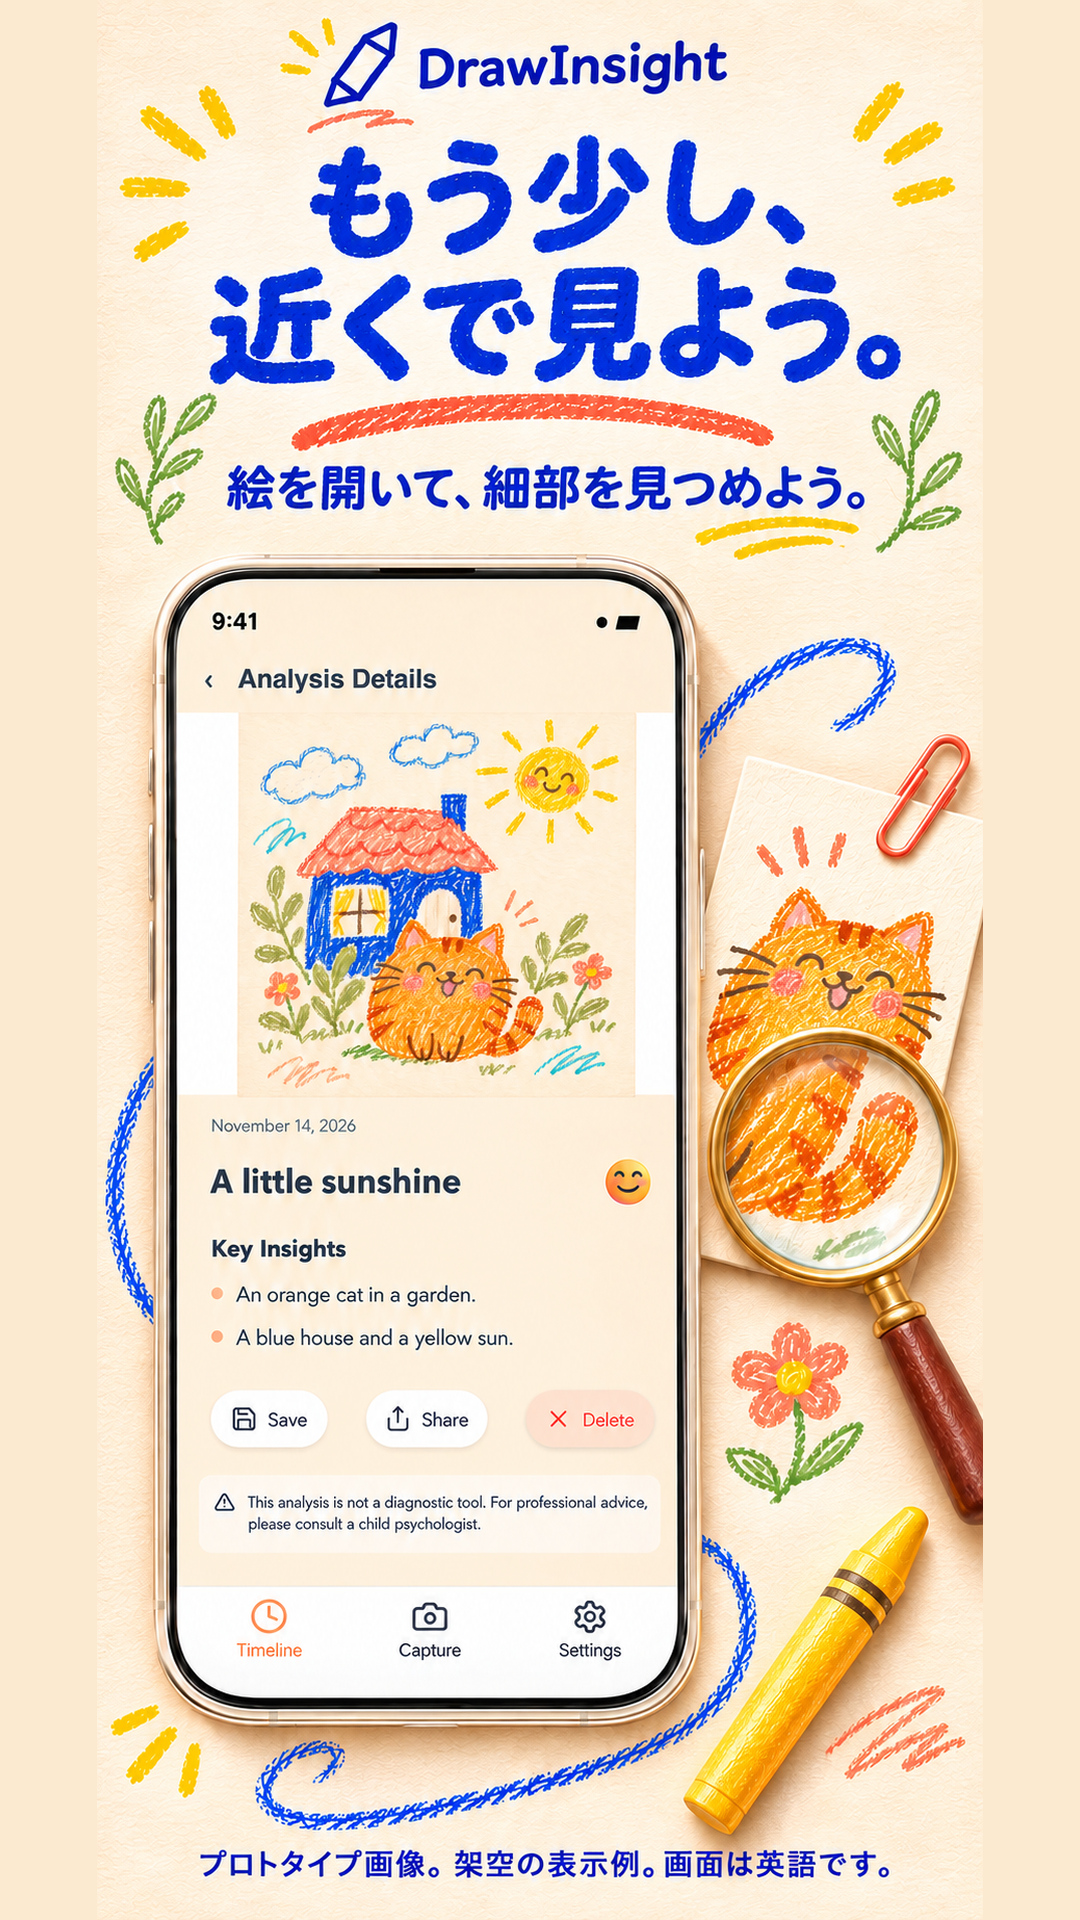 DrawInsight
もう少し、
近くで見よう。
絵を開いて、細部を見つめよう。
9:41
‹ Analysis Details
November 14, 2026
A little sunshine
Key Insights
An orange cat in a garden.
A blue house and a yellow sun.
Save Share Delete
This analysis is not a diagnostic tool. For professional advice,
please consult a child psychologist.
Timeline Capture Settings
プロトタイプ画像。架空の表示例。画面は英語です。